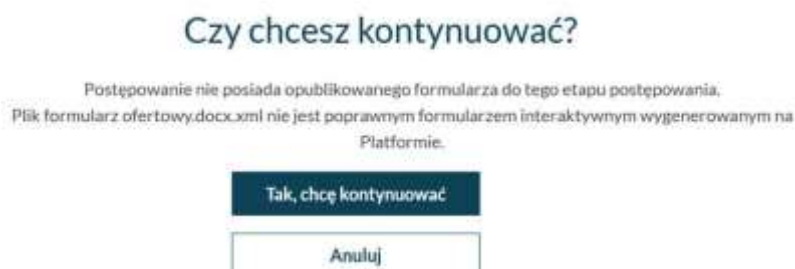 Czy chcesz kontynuować?
Postępowanie nie posiada opublikowanego formularza do tego etapu postępowania.
Plik formularz ofertowy.docx.xml nie jest poprawnym formularzem interaktywnym wygenerowanym na
Platformie.
Tak, chcę kontynuować
Anuluj